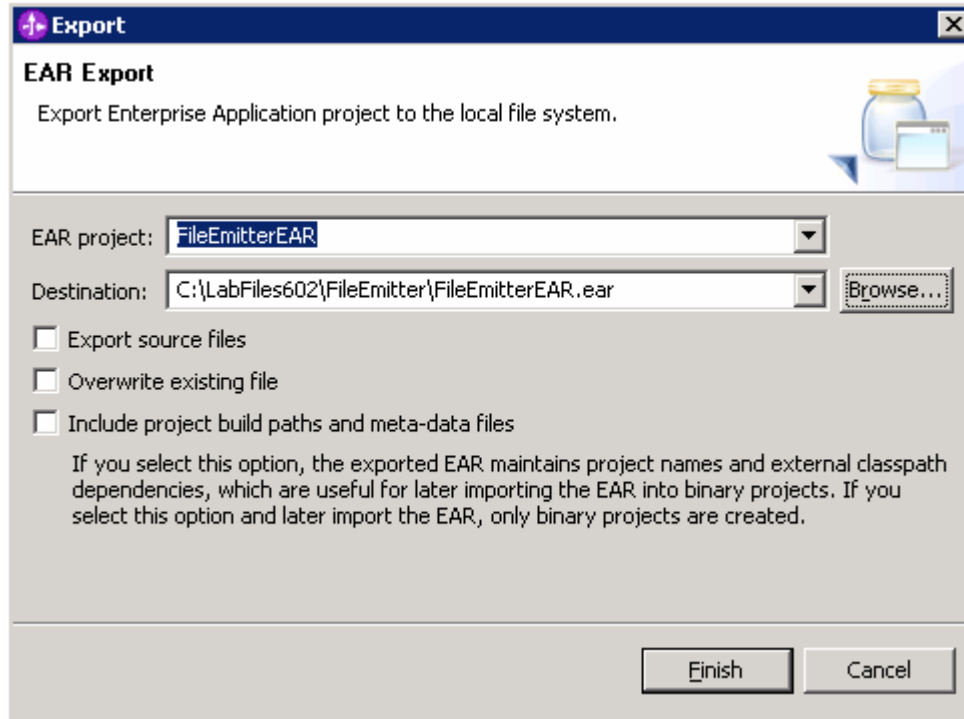 Export
EAR Export
Export Enterprise Application project to the local file system.
EAR project: FileEmitterEAR
Destination: C:\LabFiles602\FileEmitter\FileEmitterEAR.ear Browse...
Export source files
Overwrite existing file
Include project build paths and meta-data files
If you select this option, the exported EAR maintains project names and external classpath
dependencies, which are useful for later importing the EAR into binary projects. If you
select this option and later import the EAR, only binary projects are created.
Finish Cancel